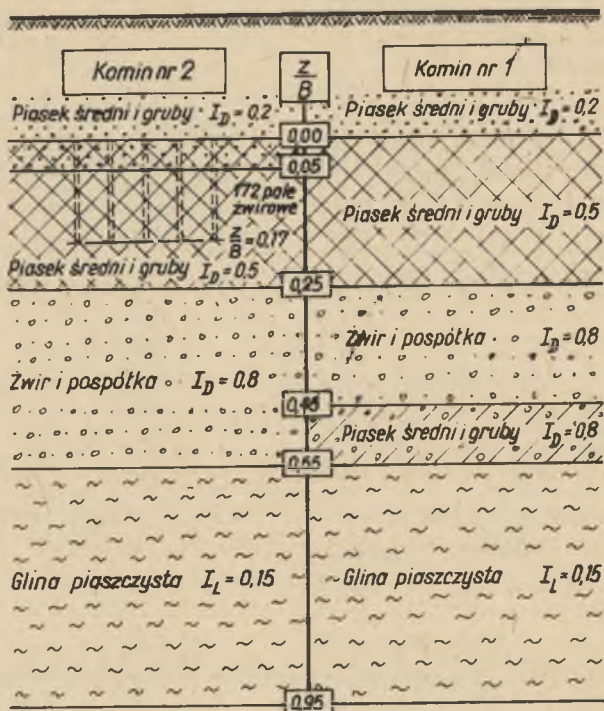 Komin nr 2
z/B
Komin nr 1
Piasek średni i gruby I_D = 0,2
Piasek średni i gruby I_D = 0,2
0,00
0,05
172 pale
żwirowe
z/B = 0,17
Piasek średni i gruby I_D = 0,5
Piasek średni i gruby I_D = 0,5
0,25
Żwir i pospółka I_D = 0,8
Żwir i pospółka I_D = 0,8
Piasek średni i gruby I_D = 0,8
0,55
Glina piaszczysta I_L = 0,15
Glina piaszczysta I_L = 0,15
0,95